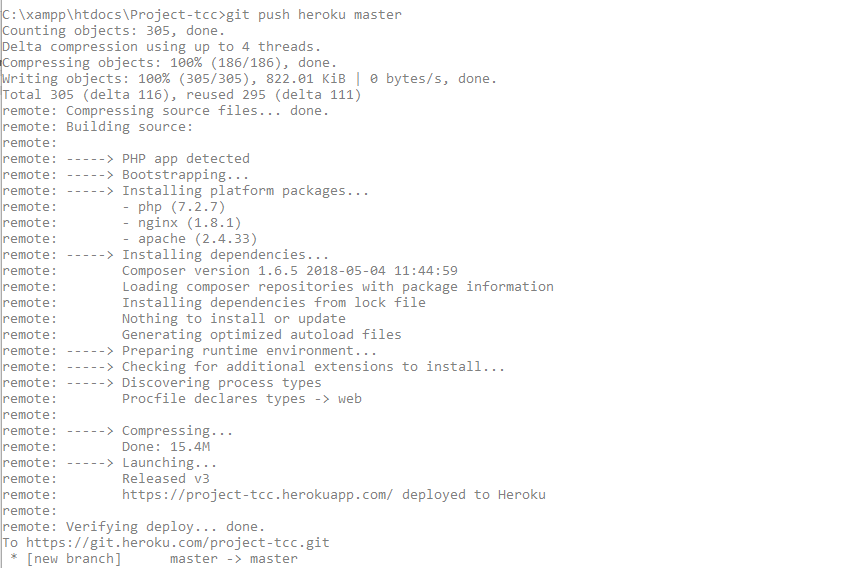 C:\xampp\htdocs\Project-tcc>git push heroku master
Counting objects: 305, done.
Delta compression using up to 4 threads.
Compressing objects: 100% (186/186), done.
Writing objects: 100% (305/305), 822.01 KiB | 0 bytes/s, done.
Total 305 (delta 116), reused 295 (delta 111)
remote: Compressing source files... done.
remote: Building source:
remote:
remote: -----> PHP app detected
remote: -----> Bootstrapping...
remote: -----> Installing platform packages...
remote:        - php (7.2.7)
remote:        - nginx (1.8.1)
remote:        - apache (2.4.33)
remote: -----> Installing dependencies...
remote:        Composer version 1.6.5 2018-05-04 11:44:59
remote:        Loading composer repositories with package information
remote:        Installing dependencies from lock file
remote:        Nothing to install or update
remote:        Generating optimized autoload files
remote: -----> Preparing runtime environment...
remote: -----> Checking for additional extensions to install...
remote: -----> Discovering process types
remote:        Procfile declares types -> web
remote:
remote: -----> Compressing...
remote:        Done: 15.4M
remote: -----> Launching...
remote:        Released v3
remote:        https://project-tcc.herokuapp.com/ deployed to Heroku
remote:
remote: Verifying deploy... done.
To https://git.heroku.com/project-tcc.git
 * [new branch]      master -> master